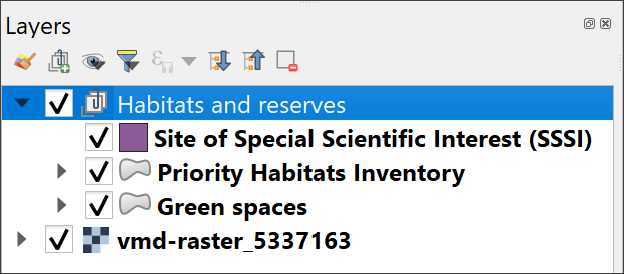 Layers
Habitats and reserves
Site of Special Scientific Interest (SSSI)
Priority Habitats Inventory
Green spaces
vmd-raster_5337163